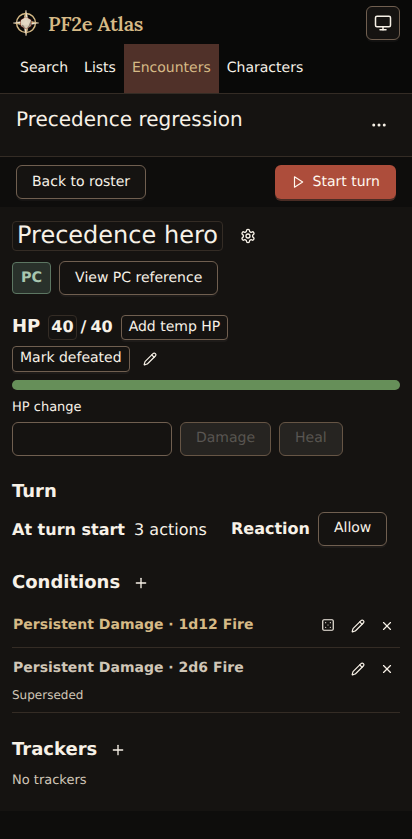 PF2e Atlas
Search Lists Encounters Characters
Precedence regression
...
Back to roster Start turn
Precedence hero
PC View PC reference
HP 40 / 40 Add temp HP
Mark defeated
HP change
Damage Heal
Turn
At turn start 3 actions Reaction Allow
Conditions +
Persistent Damage · 1d12 Fire
Persistent Damage · 2d6 Fire
Superseded
Trackers +
No trackers